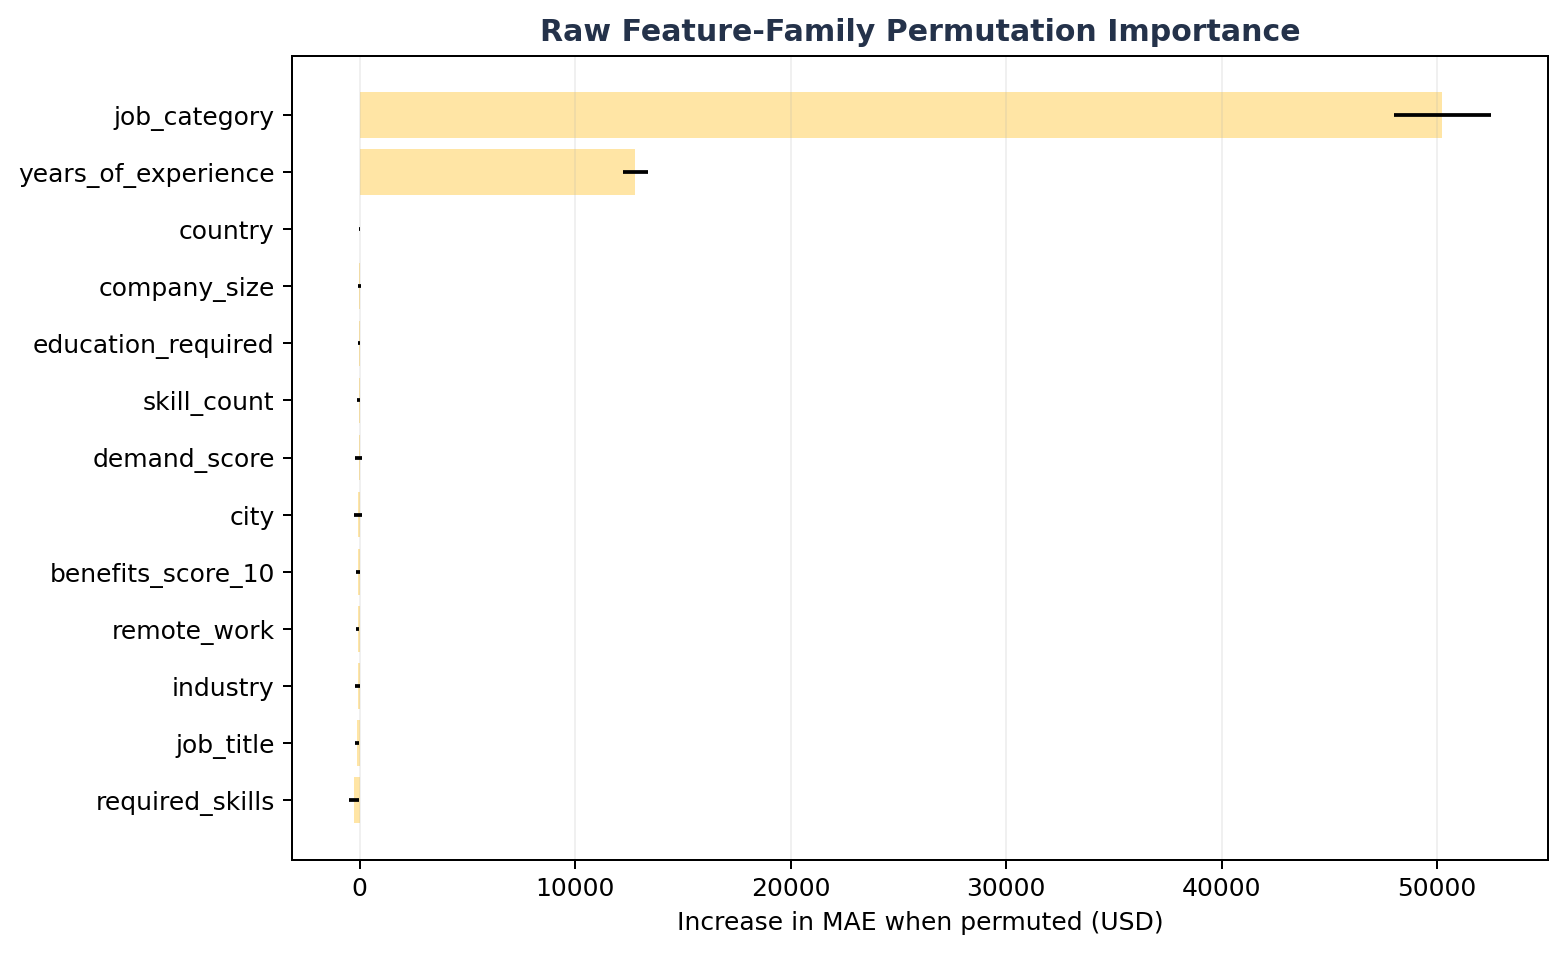 Raw Feature-Family Permutation Importance
job_category
years_of_experience
country
company_size
education_required
skill_count
demand_score
city
benefits_score_10
remote_work
industry
job_title
required_skills
0 10000 20000 30000 40000 50000
Increase in MAE when permuted (USD)